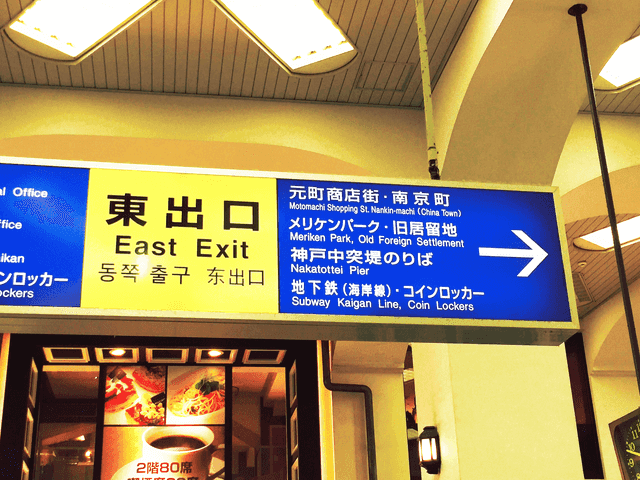 al Office
ffice
aikan
インロッカー
Lockers
東出口
East Exit
동쪽 출구 东出口
元町商店街・南京町
Motomachi Shopping St. Nankin-machi (China Town)
メリケンパーク・旧居留地
Meriken Park, Old Foreign Settlement
神戸中突堤のりば
Nakatottei Pier
地下鉄(海岸線)・コインロッカー
Subway Kaigan Line, Coin Lockers
2階80席